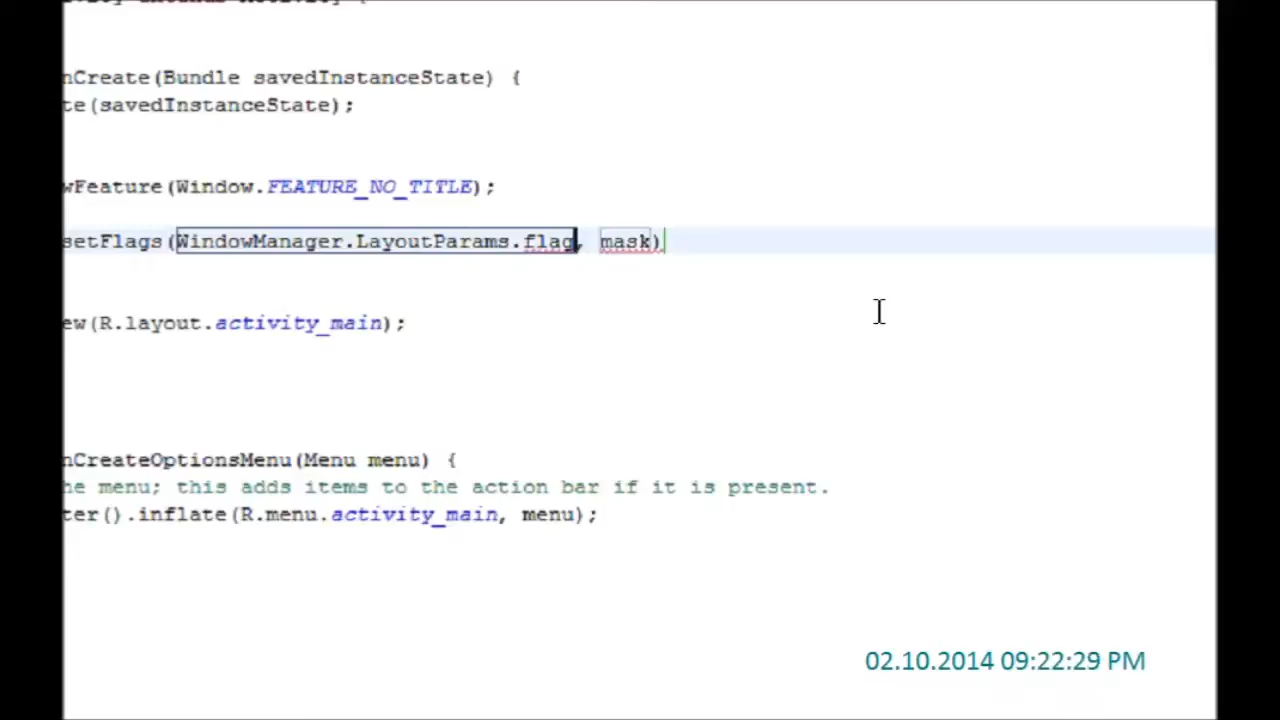 nCreate(Bundle savedInstanceState) {
te(savedInstanceState);
wFeature(Window.FEATURE_NO_TITLE);
setFlags(WindowManager.LayoutParams.flag, mask)
ew(R.layout.activity_main);
nCreateOptionsMenu(Menu menu) {
he menu; this adds items to the action bar if it is present.
ter().inflate(R.menu.activity_main, menu);
02.10.2014 09:22:29 PM